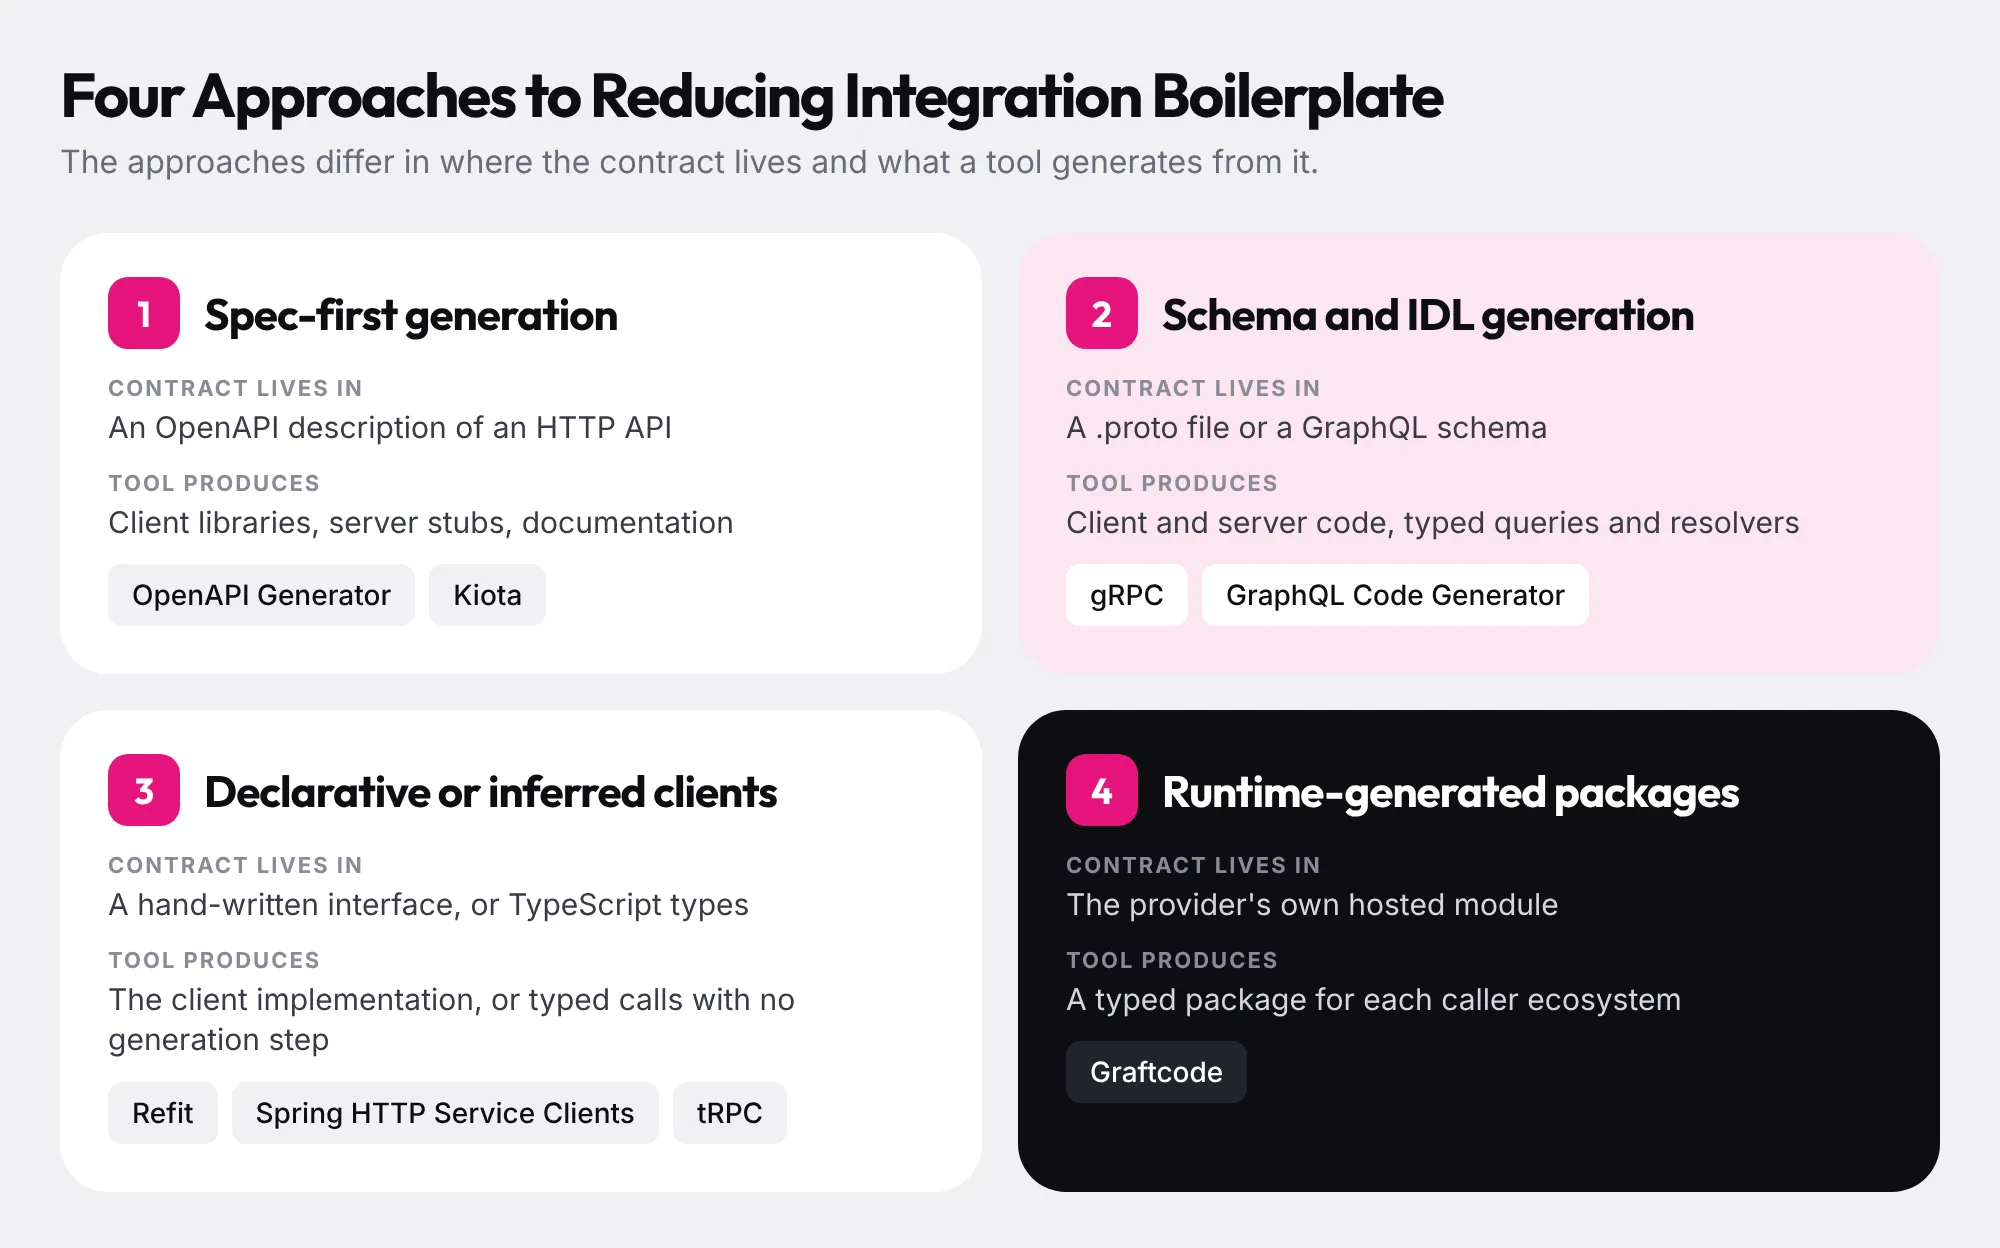 Four Approaches to Reducing Integration Boilerplate
The approaches differ in where the contract lives and what a tool generates from it.
1
Spec-first generation
CONTRACT LIVES IN
An OpenAPI description of an HTTP API
TOOL PRODUCES
Client libraries, server stubs, documentation
OpenAPI Generator
Kiota
2
Schema and IDL generation
CONTRACT LIVES IN
A .proto file or a GraphQL schema
TOOL PRODUCES
Client and server code, typed queries and resolvers
gRPC
GraphQL Code Generator
3
Declarative or inferred clients
CONTRACT LIVES IN
A hand-written interface, or TypeScript types
TOOL PRODUCES
The client implementation, or typed calls with no
generation step
Refit
Spring HTTP Service Clients
tRPC
4
Runtime-generated packages
CONTRACT LIVES IN
The provider's own hosted module
TOOL PRODUCES
A typed package for each caller ecosystem
Graftcode